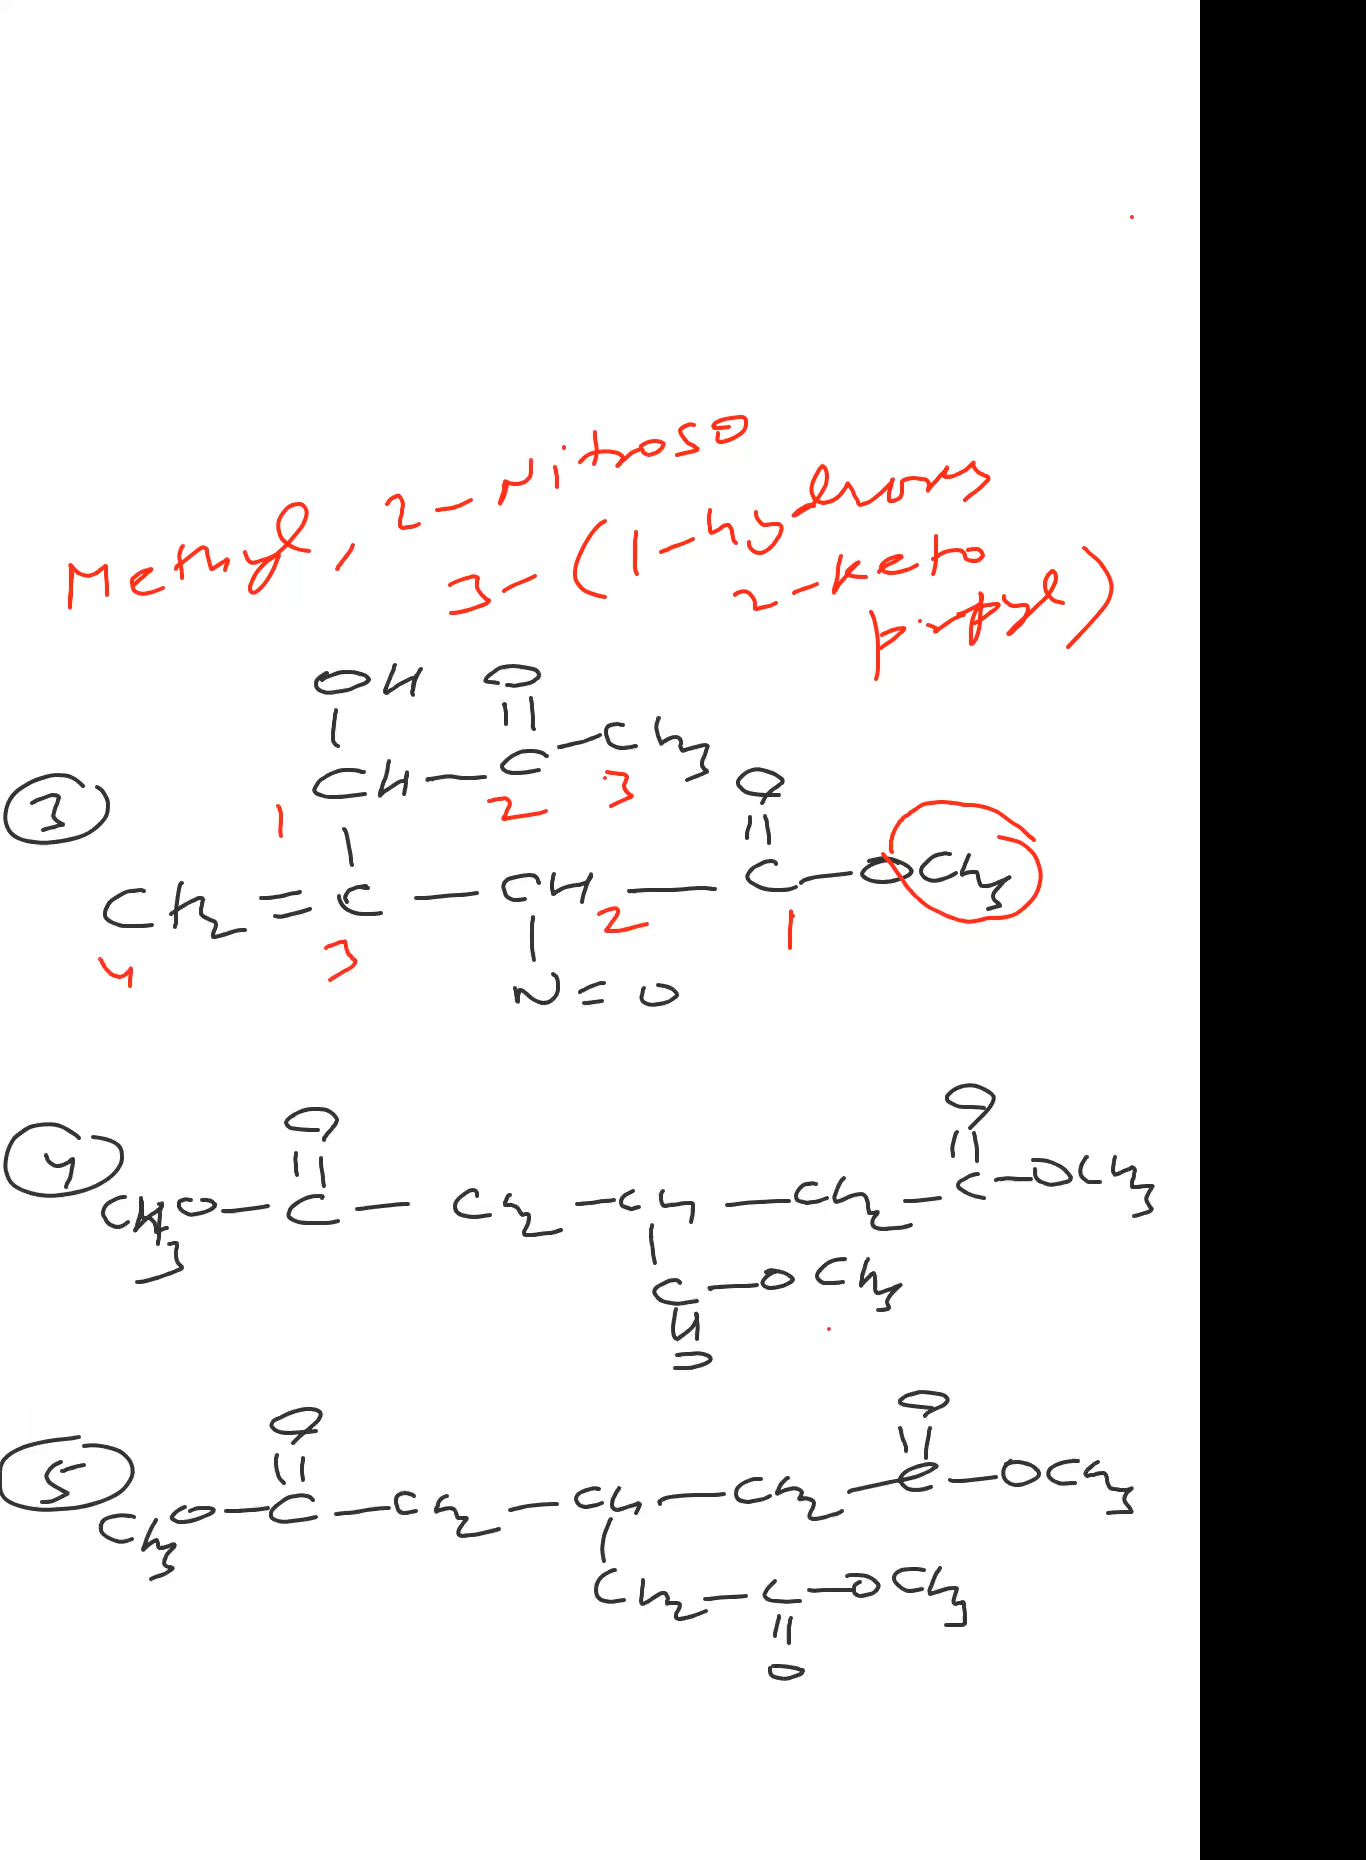 Methyl, 2-Nitroso
3-(1-hydroxy
2-keto
propyl)
OH O
CH-C-CH3
1 2 3
3
O
CH2=C-CH-C-OCH3
4 3 2 1
N=O
4
O O
CH3O-C-CH2-CH-CH2-C-OCH3
C-OCH3
O
5
O O
CH3O-C-CH2-CH-CH2-C-OCH3
CH2-C-OCH3
O